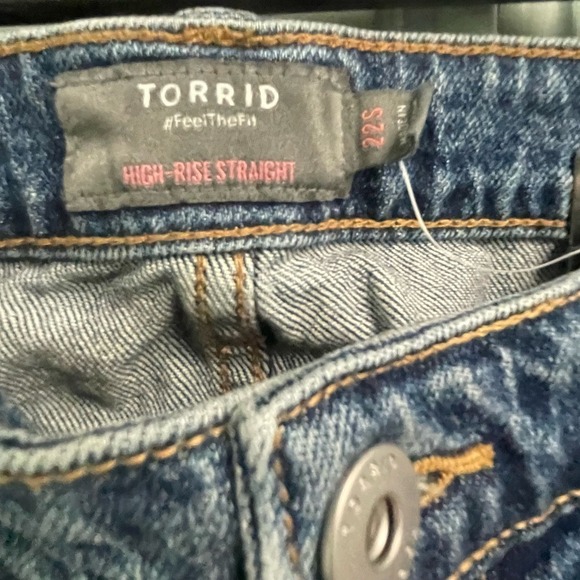 TORRID
#FeelTheFit
HIGH-RISE STRAIGHT
22S